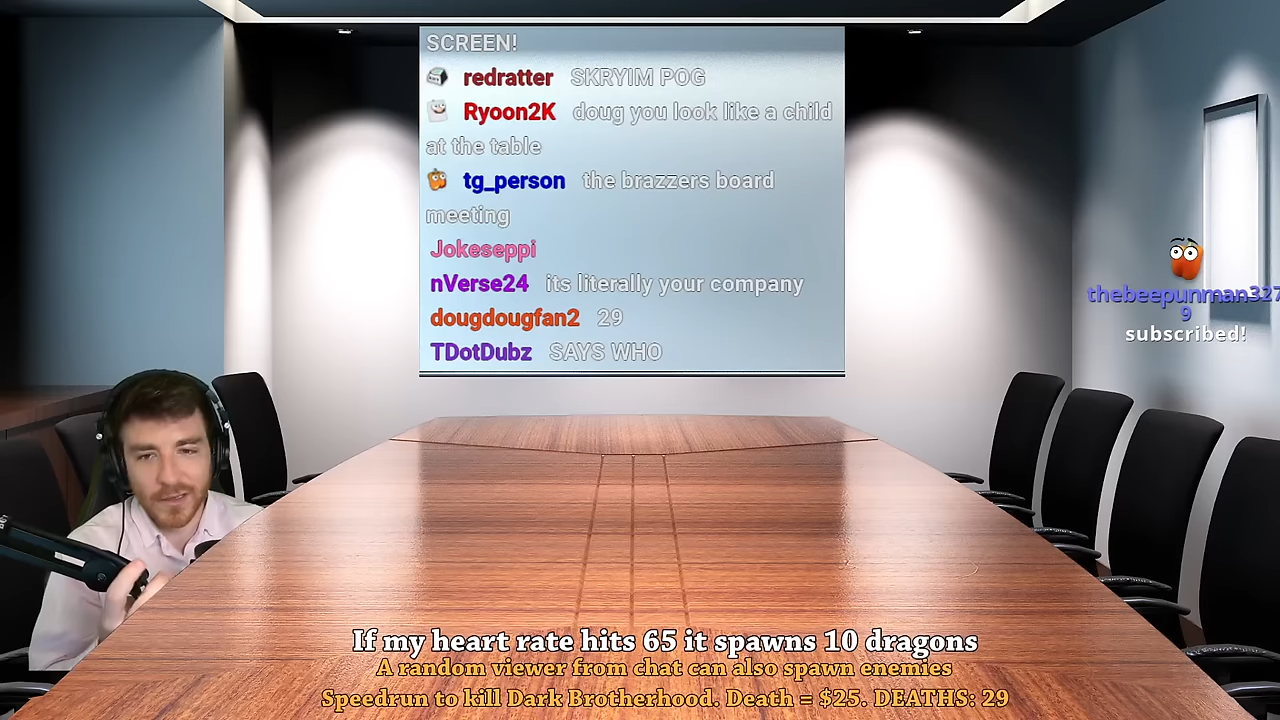 SCREEN!
redratter SKRYIM POG
Ryoon2K doug you look like a child
at the table
tg_person the brazzers board
meeting
Jokeseppi
nVerse24 its literally your company
dougdougfan2 29
TDotDubz SAYS WHO
thebeepunman327
9
subscribed!
If my heart rate hits 65 it spawns 10 dragons
A random viewer from chat can also spawn enemies
Speedrun to kill Dark Brotherhood. Death = $25. DEATHS: 29